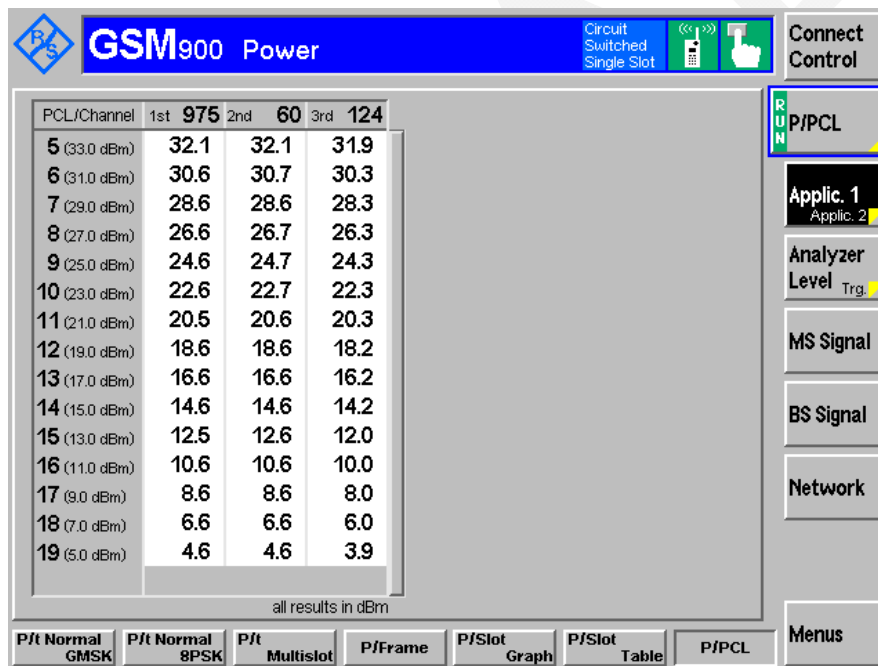 R/S
GSM900 Power
Circuit
Switched
Single Slot
Connect
Control
PCL/Channel 1st 975 2nd 60 3rd 124
5 (33.0 dBm) 32.1 32.1 31.9
6 (31.0 dBm) 30.6 30.7 30.3
7 (29.0 dBm) 28.6 28.6 28.3
8 (27.0 dBm) 26.6 26.7 26.3
9 (25.0 dBm) 24.6 24.7 24.3
10 (23.0 dBm) 22.6 22.7 22.3
11 (21.0 dBm) 20.5 20.6 20.3
12 (19.0 dBm) 18.6 18.6 18.2
13 (17.0 dBm) 16.6 16.6 16.2
14 (15.0 dBm) 14.6 14.6 14.2
15 (13.0 dBm) 12.5 12.6 12.0
16 (11.0 dBm) 10.6 10.6 10.0
17 (9.0 dBm) 8.6 8.6 8.0
18 (7.0 dBm) 6.6 6.6 6.0
19 (5.0 dBm) 4.6 4.6 3.9
all results in dBm
RUN
P/PCL
Applic. 1
Applic. 2
Analyzer
Level Trg.
MS Signal
BS Signal
Network
Menus
P/t Normal
GMSK
P/t Normal
8PSK
P/t
Multislot
P/Frame
P/Slot
Graph
P/Slot
Table
P/PCL